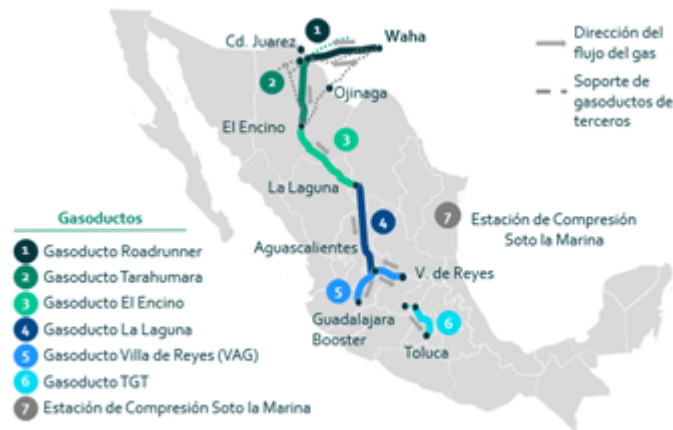 1
Cd. Juarez
Waha
Dirección del
flujo del gas
2
Ojinaga
Soporte de
gasoductos de
terceros
El Encino
3
La Laguna
Gasoductos
4
7
Estación de Compresión
Soto la Marina
1 Gasoducto Roadrunner
Aguascalientes
2 Gasoducto Tarahumara
V. de Reyes
3 Gasoducto El Encino
5
4 Gasoducto La Laguna
Guadalajara
Booster
6
5 Gasoducto Villa de Reyes (VAG)
Toluca
6 Gasoducto TGT
7 Estación de Compresión Soto la Marina